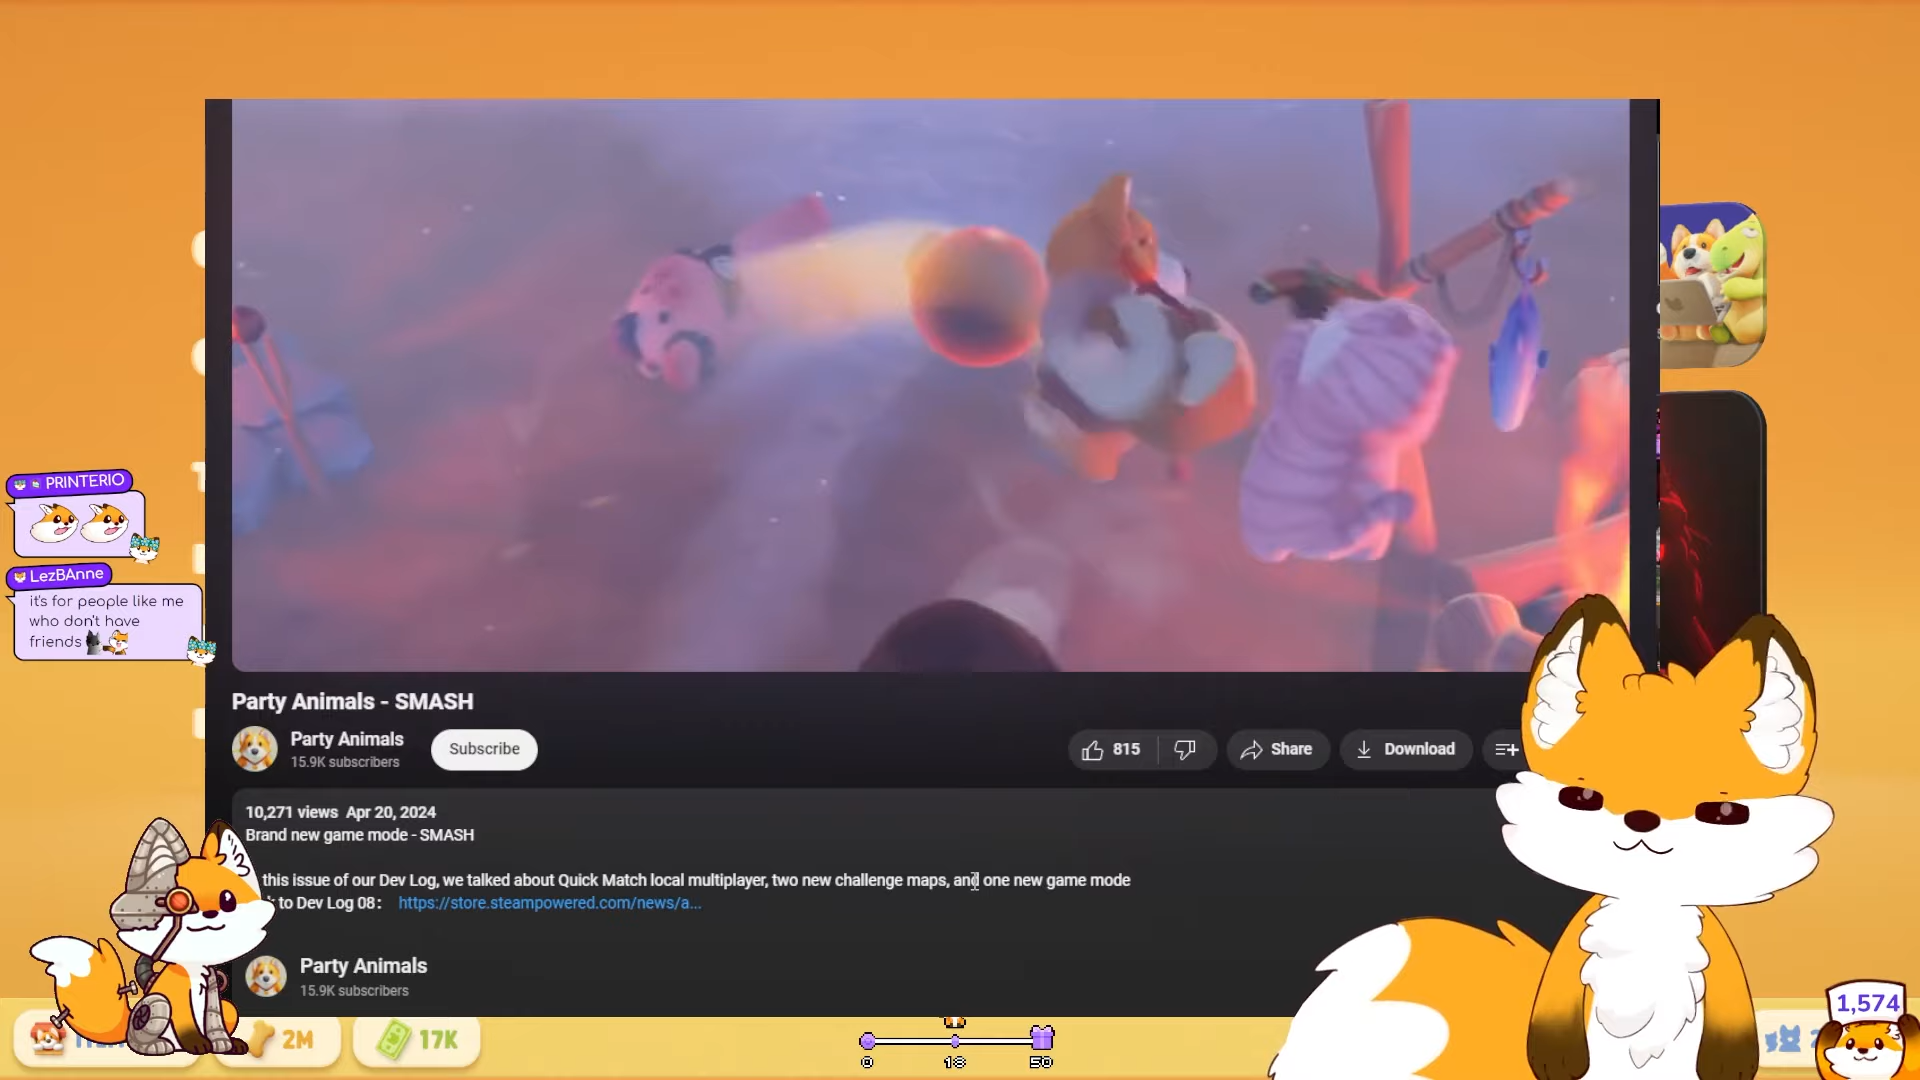 PRINTERIO
LezBAnne
it's for people like me
who don't have
friends
Party Animals - SMASH
Party Animals
15.9K subscribers
Subscribe
815
Share
Download
10,271 views Apr 20, 2024
Brand new game mode - SMASH
this issue of our Dev Log, we talked about Quick Match local multiplayer, two new challenge maps, and one new game mode
to Dev Log 08: https://store.steampowered.com/news/a...
Party Animals
15.9K subscribers
2M
17K
0
18
50
1,574